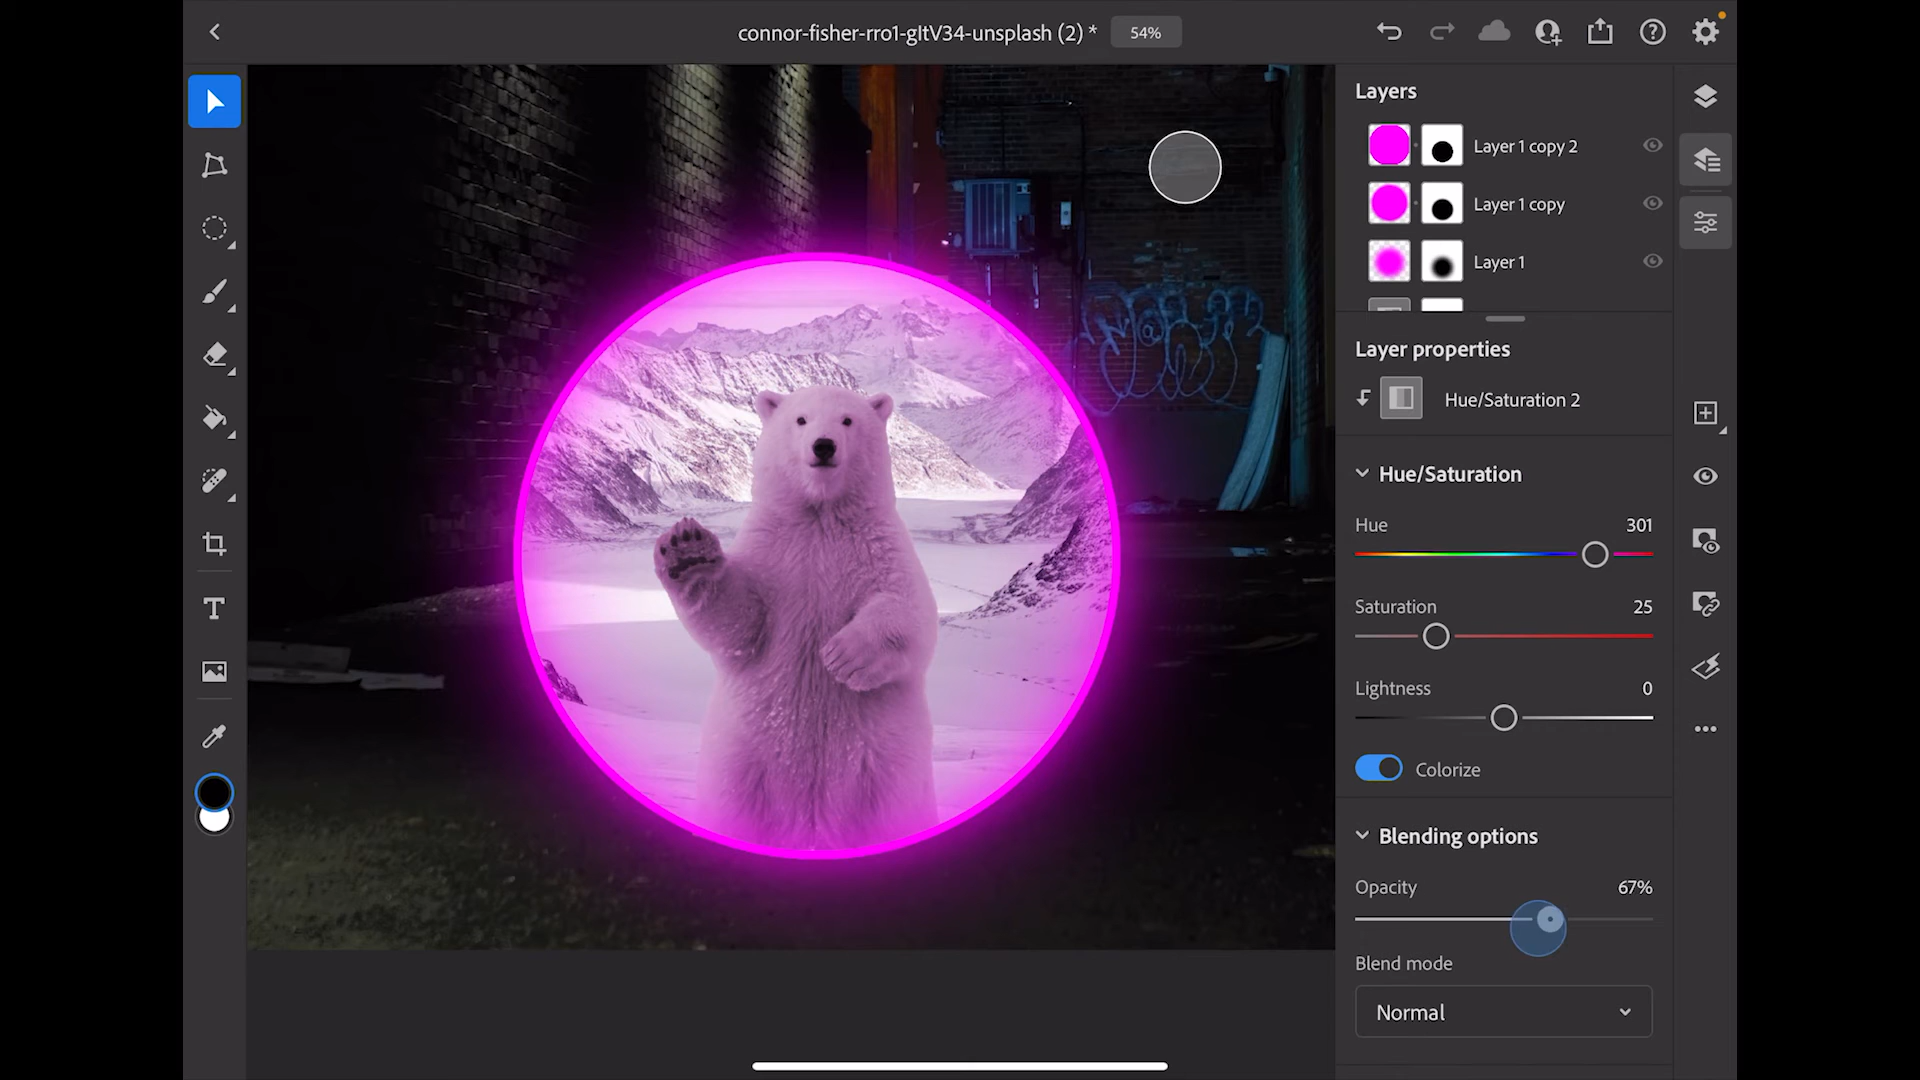 connor-fisher-rro1-gItV34-unsplash (2) *
54%
Layers
Layer 1 copy 2
Layer 1 copy
Layer 1
Layer properties
Hue/Saturation 2
Hue/Saturation
Hue
301
Saturation
25
Lightness
0
Colorize
Blending options
Opacity
67%
Blend mode
Normal